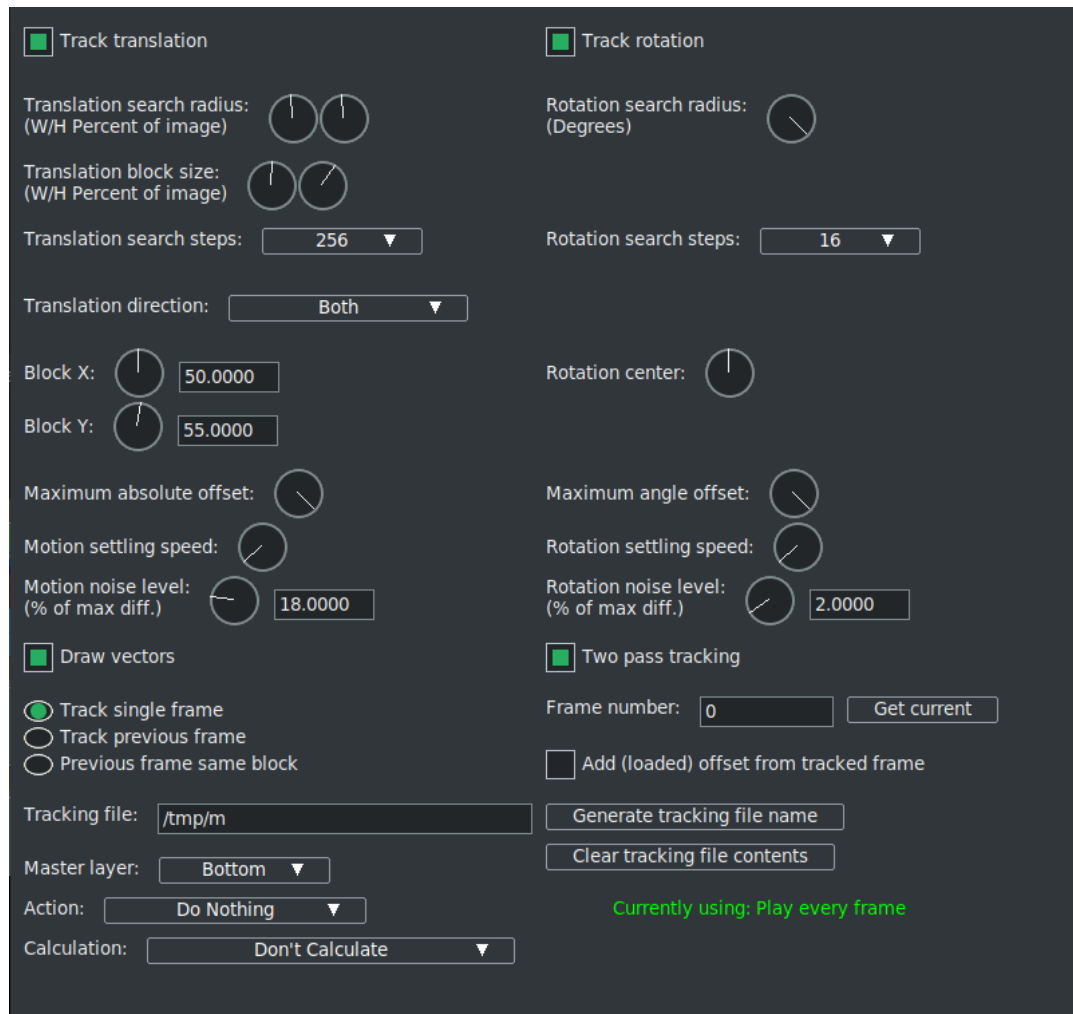 Track translation
Track rotation
Translation search radius:
(W/H Percent of image)
Rotation search radius:
(Degrees)
Translation block size:
(W/H Percent of image)
Translation search steps: 256
Rotation search steps: 16
Translation direction: Both
Block X: 50.0000
Rotation center:
Block Y: 55.0000
Maximum absolute offset:
Maximum angle offset:
Motion settling speed:
Rotation settling speed:
Motion noise level:
(% of max diff.) 18.0000
Rotation noise level:
(% of max diff.) 2.0000
Draw vectors
Two pass tracking
Track single frame
Track previous frame
Previous frame same block
Frame number: 0 Get current
Add (loaded) offset from tracked frame
Tracking file: /tmp/m
Generate tracking file name
Clear tracking file contents
Master layer: Bottom
Action: Do Nothing
Currently using: Play every frame
Calculation: Don't Calculate